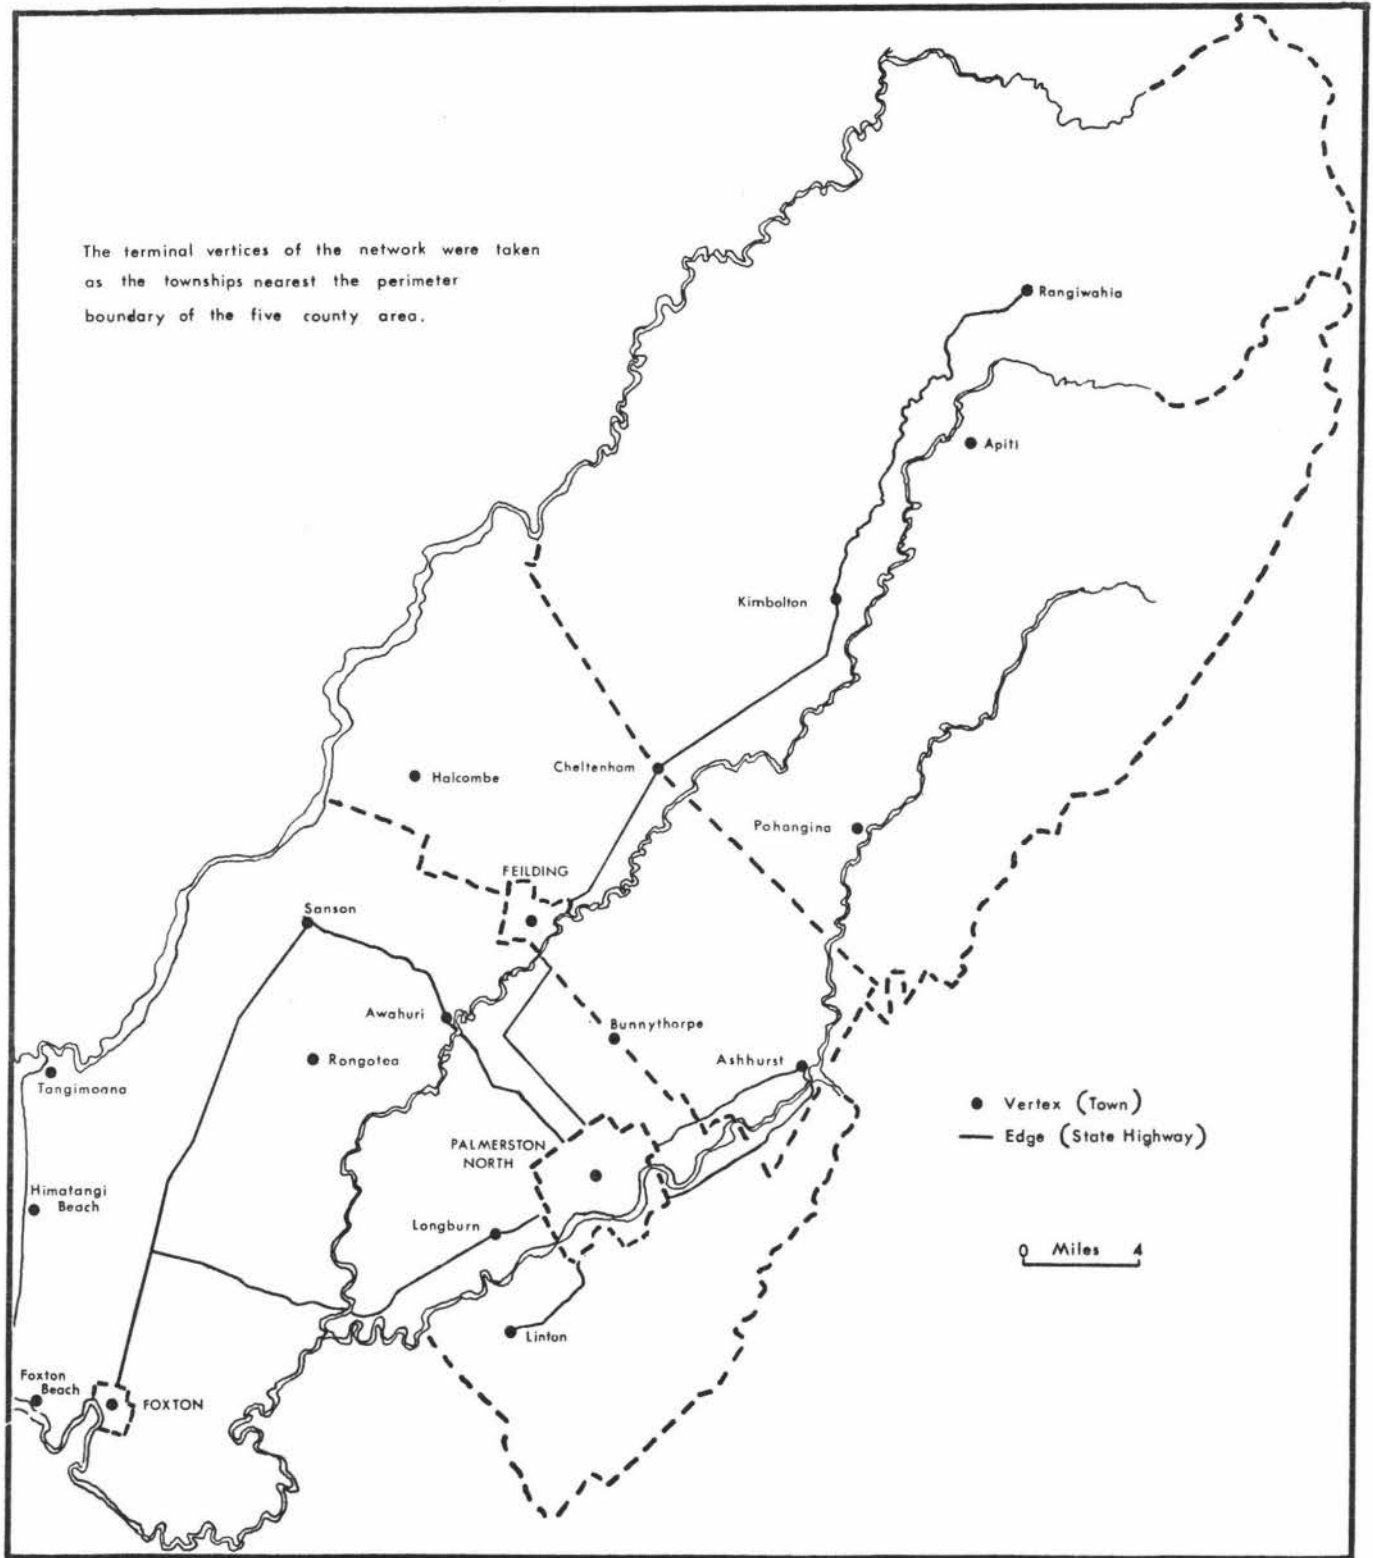 The terminal vertices of the network were taken
as the townships nearest the perimeter
boundary of the five county area.
Rangiwahia
Apiti
Kimbolton
Cheltenham
Halcombe
Pohangina
FEILDING
Sanson
Awahuri
Bunnythorpe
Rongotea
Ashhurst
Tangimoana
Vertex (Town)
Edge (State Highway)
PALMERSTON
NORTH
Himatangi
Beach
Longburn
0 Miles 4
Linton
Foxton
Beach
FOXTON